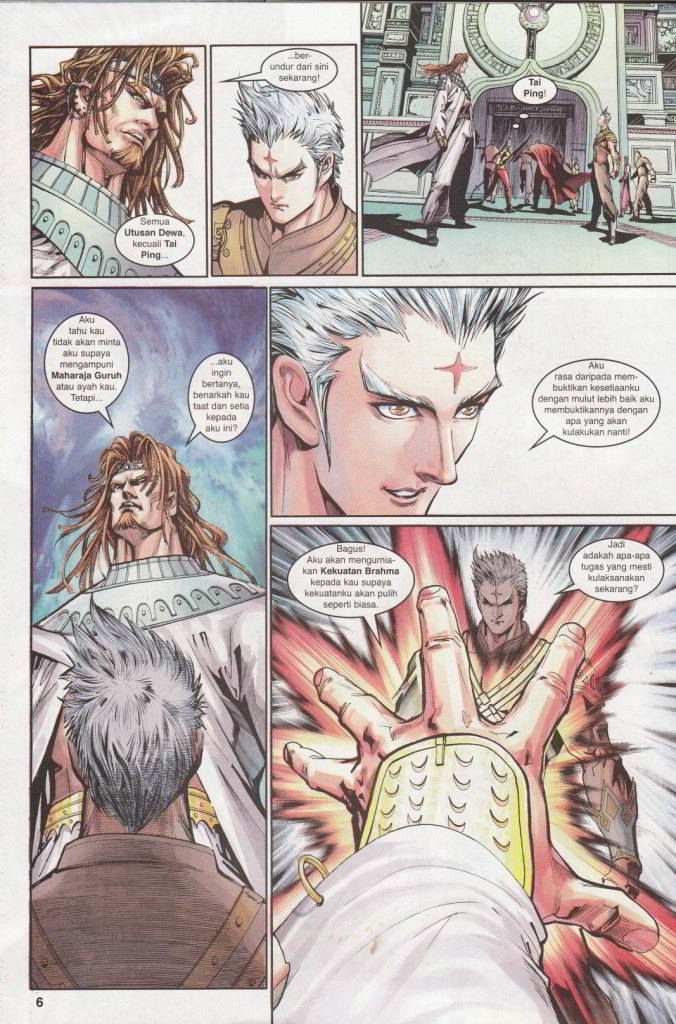 Semua
Utusan Dewa,
kecuali Tai
Ping...
...ber-
undur dari sini
sekarang!
Tai
Ping!
Aku
tahu kau
tidak akan minta
aku supaya
mengampuni
Maharaja Guruh
atau ayah kau.
Tetapi...
...aku
ingin
bertanya,
benarkah kau
taat dan setia
kepada
aku ini?
Aku
rasa daripada mem-
buktikan kesetiaanku
dengan mulut lebih baik aku
membuktikannya dengan
apa yang akan
kulakukan nanti!
Bagus!
Aku akan mengurnia-
kan Kekuatan Brahma
kepada kau supaya
kekuatanku akan pulih
seperti biasa.
Jadi
adakah apa-apa
tugas yang mesti
kulaksanakan
sekarang?
6